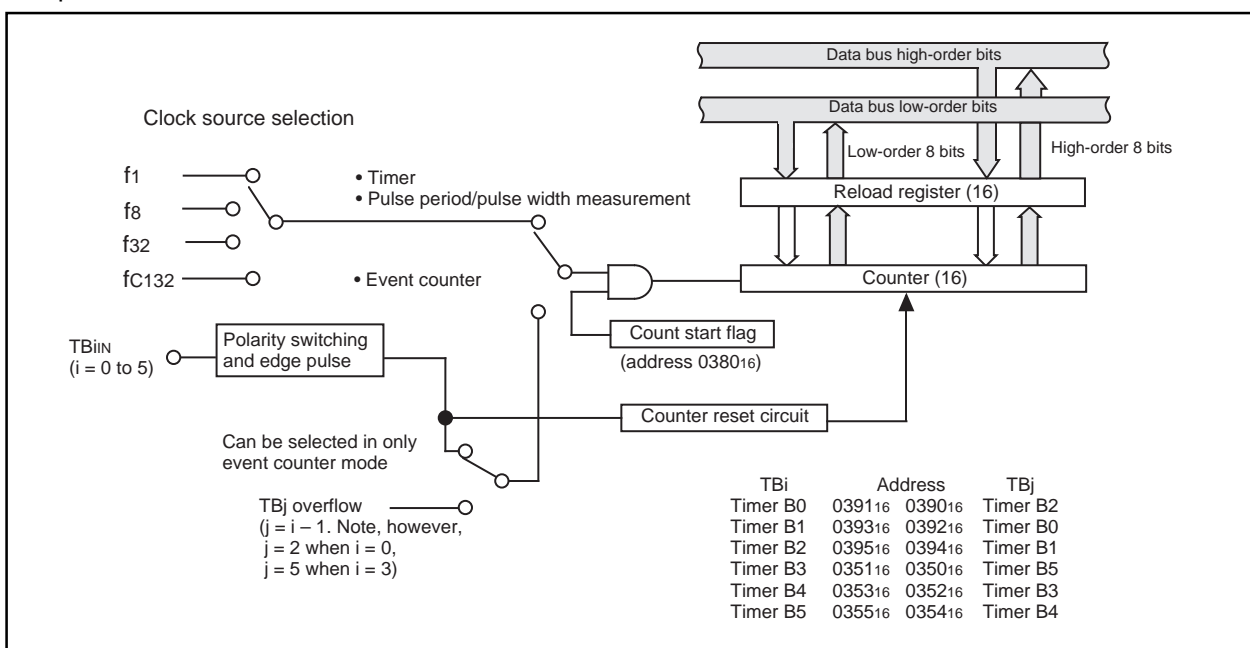 Data bus high-order bits
Data bus low-order bits
Clock source selection
Low-order 8 bits
High-order 8 bits
f1
• Timer
• Pulse period/pulse width measurement
Reload register (16)
f8
f32
fC132
• Event counter
Counter (16)
TBiIN
(i = 0 to 5)
Polarity switching
and edge pulse
Count start flag
(address 038016)
Counter reset circuit
Can be selected in only
event counter mode
TBj overflow
(j = i – 1. Note, however,
j = 2 when i = 0,
j = 5 when i = 3)
TBi Address TBj
Timer B0 039116 039016 Timer B2
Timer B1 039316 039216 Timer B0
Timer B2 039516 039416 Timer B1
Timer B3 035116 035016 Timer B5
Timer B4 035316 035216 Timer B3
Timer B5 035516 035416 Timer B4